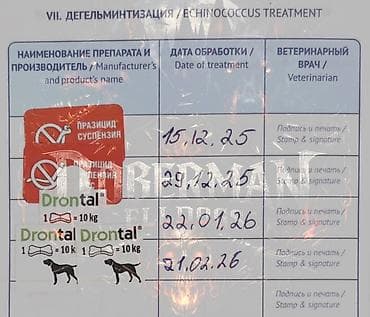 VII. ДЕГЕЛЬМИНТИЗАЦИЯ / ECHINOCOCCUS TREATMENT
НАИМЕНОВАНИЕ ПРЕПАРАТА И
ПРОИЗВОДИТЕЛЬ / Manufacturer's
and product's name
ДАТА ОБРАБОТКИ /
Date of treatment
ВЕТЕРИНАРНЫЙ
ВРАЧ /
Veterinarian
ПРАЗИЦИД
СУСПЕНЗИЯ
15.12.25
Подпись и печать /
Stamp & signature
ПРАЗИЦИД
СУСПЕНЗИЯ
29.12.25
Подпись и печать /
Stamp & signature
Drontal
1 = 10 kg
22.01.26
Подпись и печать /
Stamp & signature
Drontal Drontal
1 = 10 k 1 = 10 kg
21.02.26
Подпись и печать /
Stamp & signature
Подпись и печать /
Stamp & signature
DOBERMAN